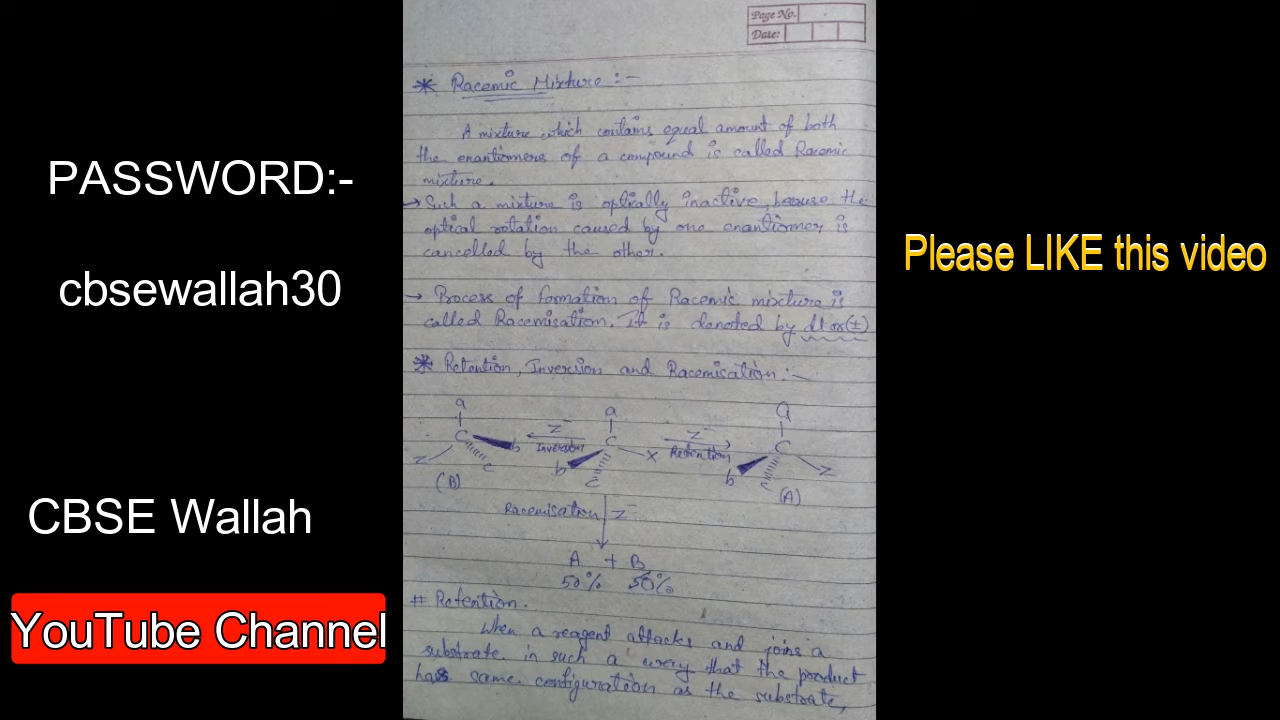 PASSWORD:-
cbsewallah30
CBSE Wallah
YouTube Channel
Page No.
Date:
* Racemic Mixture :-
A mixture which contains equal amount of both
the enantiomers of a compound is called Racemic
mixture.
→ Such a mixture is optically inactive, because the
optical rotation caused by one enantiomer is
cancelled by the other.
→ Process of formation of Racemic mixture is
called Racemisation. It is denoted by dl or (±)
* Retention, Inversion and Racemisation :-
a a a
C Z⁻ C Z⁻ C
Z b c Inversion b c X Retention b c Z
(B) (A)
Racemisation Z⁻
A + B
50% 50%
# Retention.
When a reagent attacks and joins a
substrate in such a way that the product
has same configuration as the substrate,
Please LIKE this video